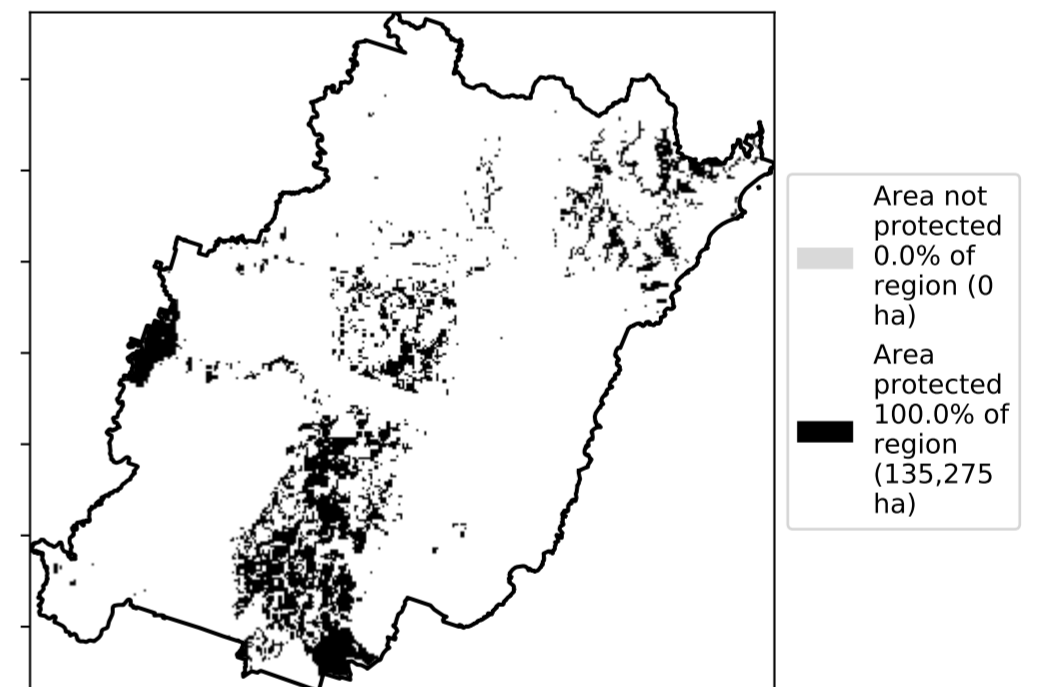 Area not
protected
0.0% of
region (0
ha)
Area
protected
100.0% of
region
(135,275
ha)